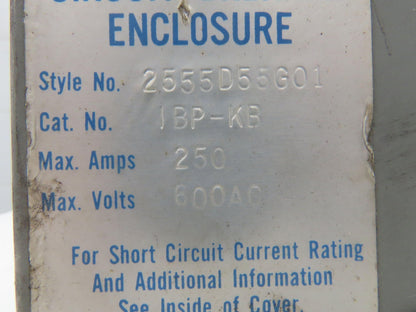 ENCLOSURE
Style No. 2555D55G01
Cat. No. IBP-KB
Max. Amps 250
Max. Volts 600AC
For Short Circuit Current Rating
And Additional Information
See Inside of Cover.